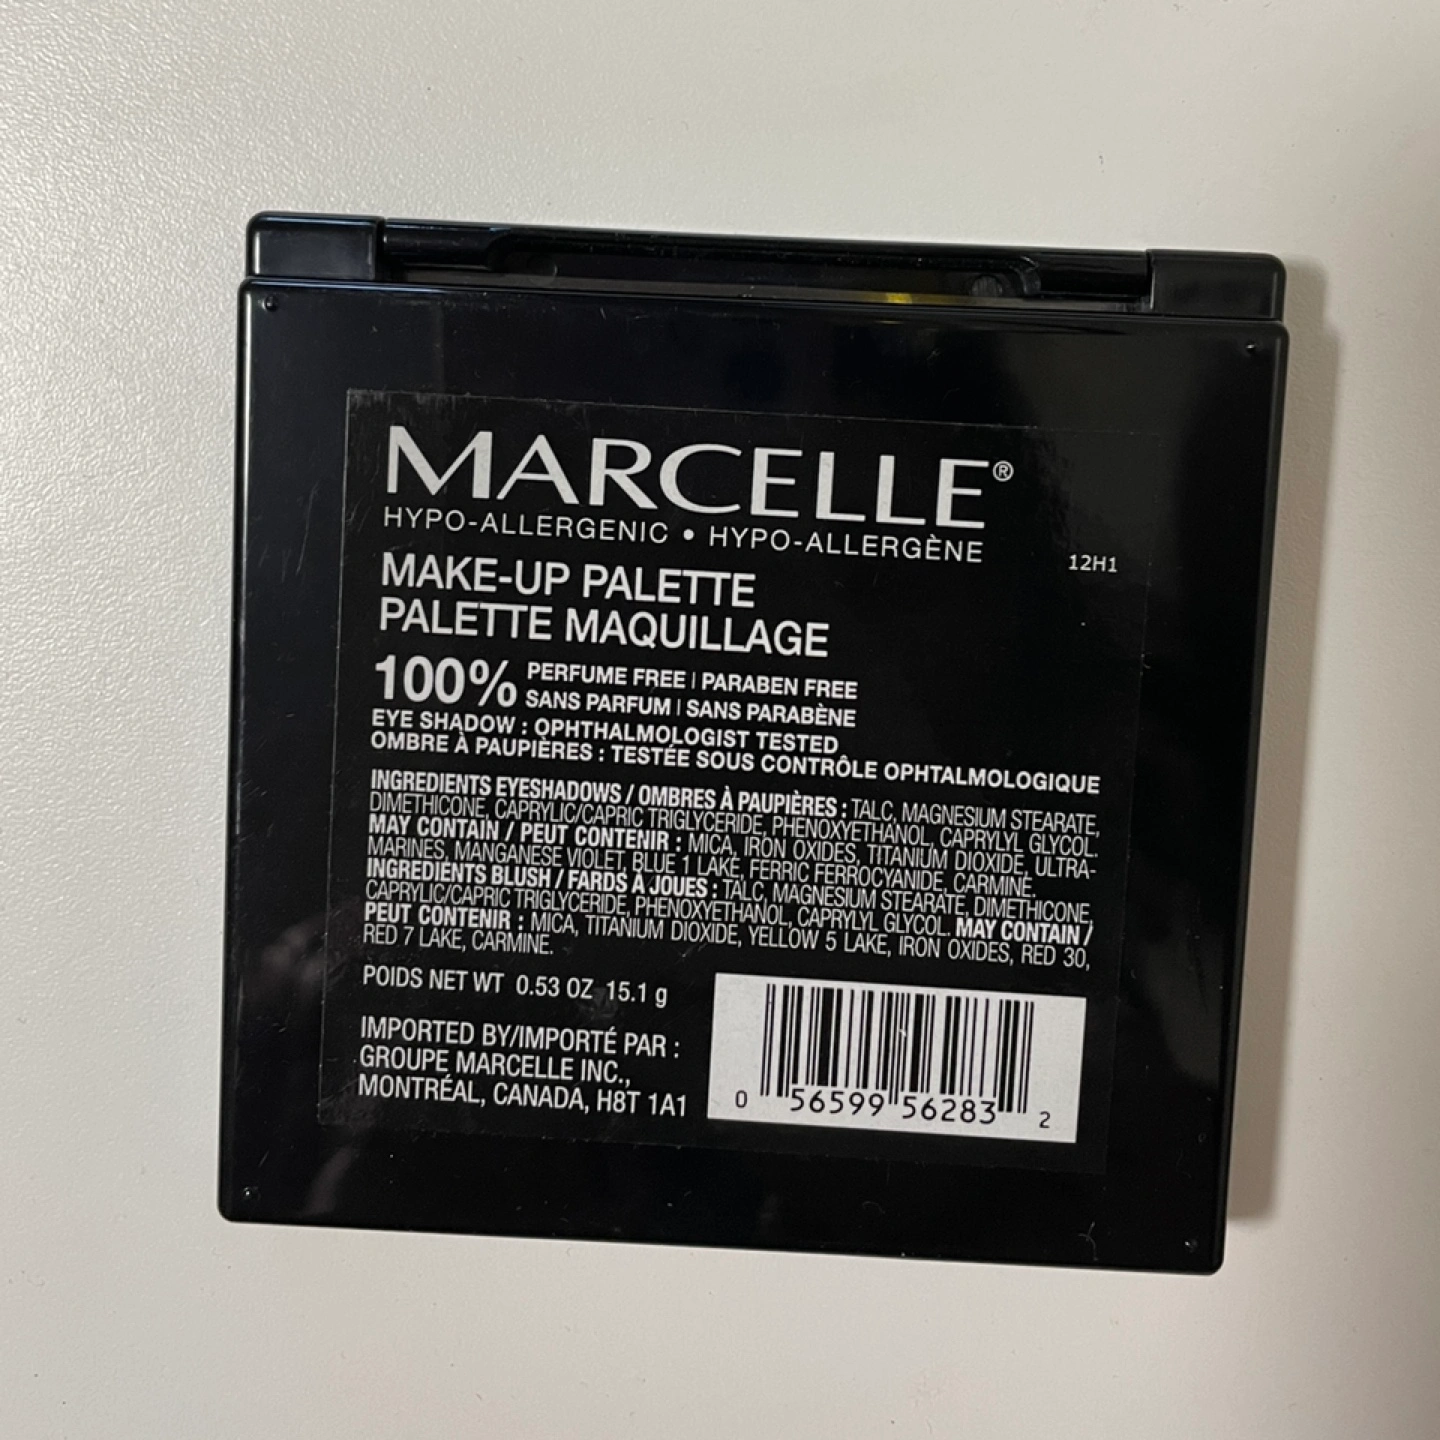 MARCELLE®
HYPO-ALLERGENIC • HYPO-ALLERGÈNE
12H1
MAKE-UP PALETTE
PALETTE MAQUILLAGE
100% PERFUME FREE | PARABEN FREE
SANS PARFUM | SANS PARABÈNE
EYE SHADOW : OPHTHALMOLOGIST TESTED
OMBRE À PAUPIÈRES : TESTÉE SOUS CONTRÔLE OPHTALMOLOGIQUE
INGREDIENTS EYESHADOWS / OMBRES À PAUPIÈRES : TALC, MAGNESIUM STEARATE,
DIMETHICONE, CAPRYLIC/CAPRIC TRIGLYCERIDE, PHENOXYETHANOL, CAPRYLYL GLYCOL.
MAY CONTAIN / PEUT CONTENIR : MICA, IRON OXIDES, TITANIUM DIOXIDE, ULTRA-
MARINES, MANGANESE VIOLET, BLUE 1 LAKE, FERRIC FERROCYANIDE, CARMINE.
INGREDIENTS BLUSH / FARDS À JOUES : TALC, MAGNESIUM STEARATE, DIMETHICONE,
CAPRYLIC/CAPRIC TRIGLYCERIDE, PHENOXYETHANOL, CAPRYLYL GLYCOL. MAY CONTAIN /
PEUT CONTENIR : MICA, TITANIUM DIOXIDE, YELLOW 5 LAKE, IRON OXIDES, RED 30,
RED 7 LAKE, CARMINE.
POIDS NET WT 0.53 OZ 15.1 g
IMPORTED BY/IMPORTÉ PAR :
GROUPE MARCELLE INC.,
MONTRÉAL, CANADA, H8T 1A1
0 56599 56283 2